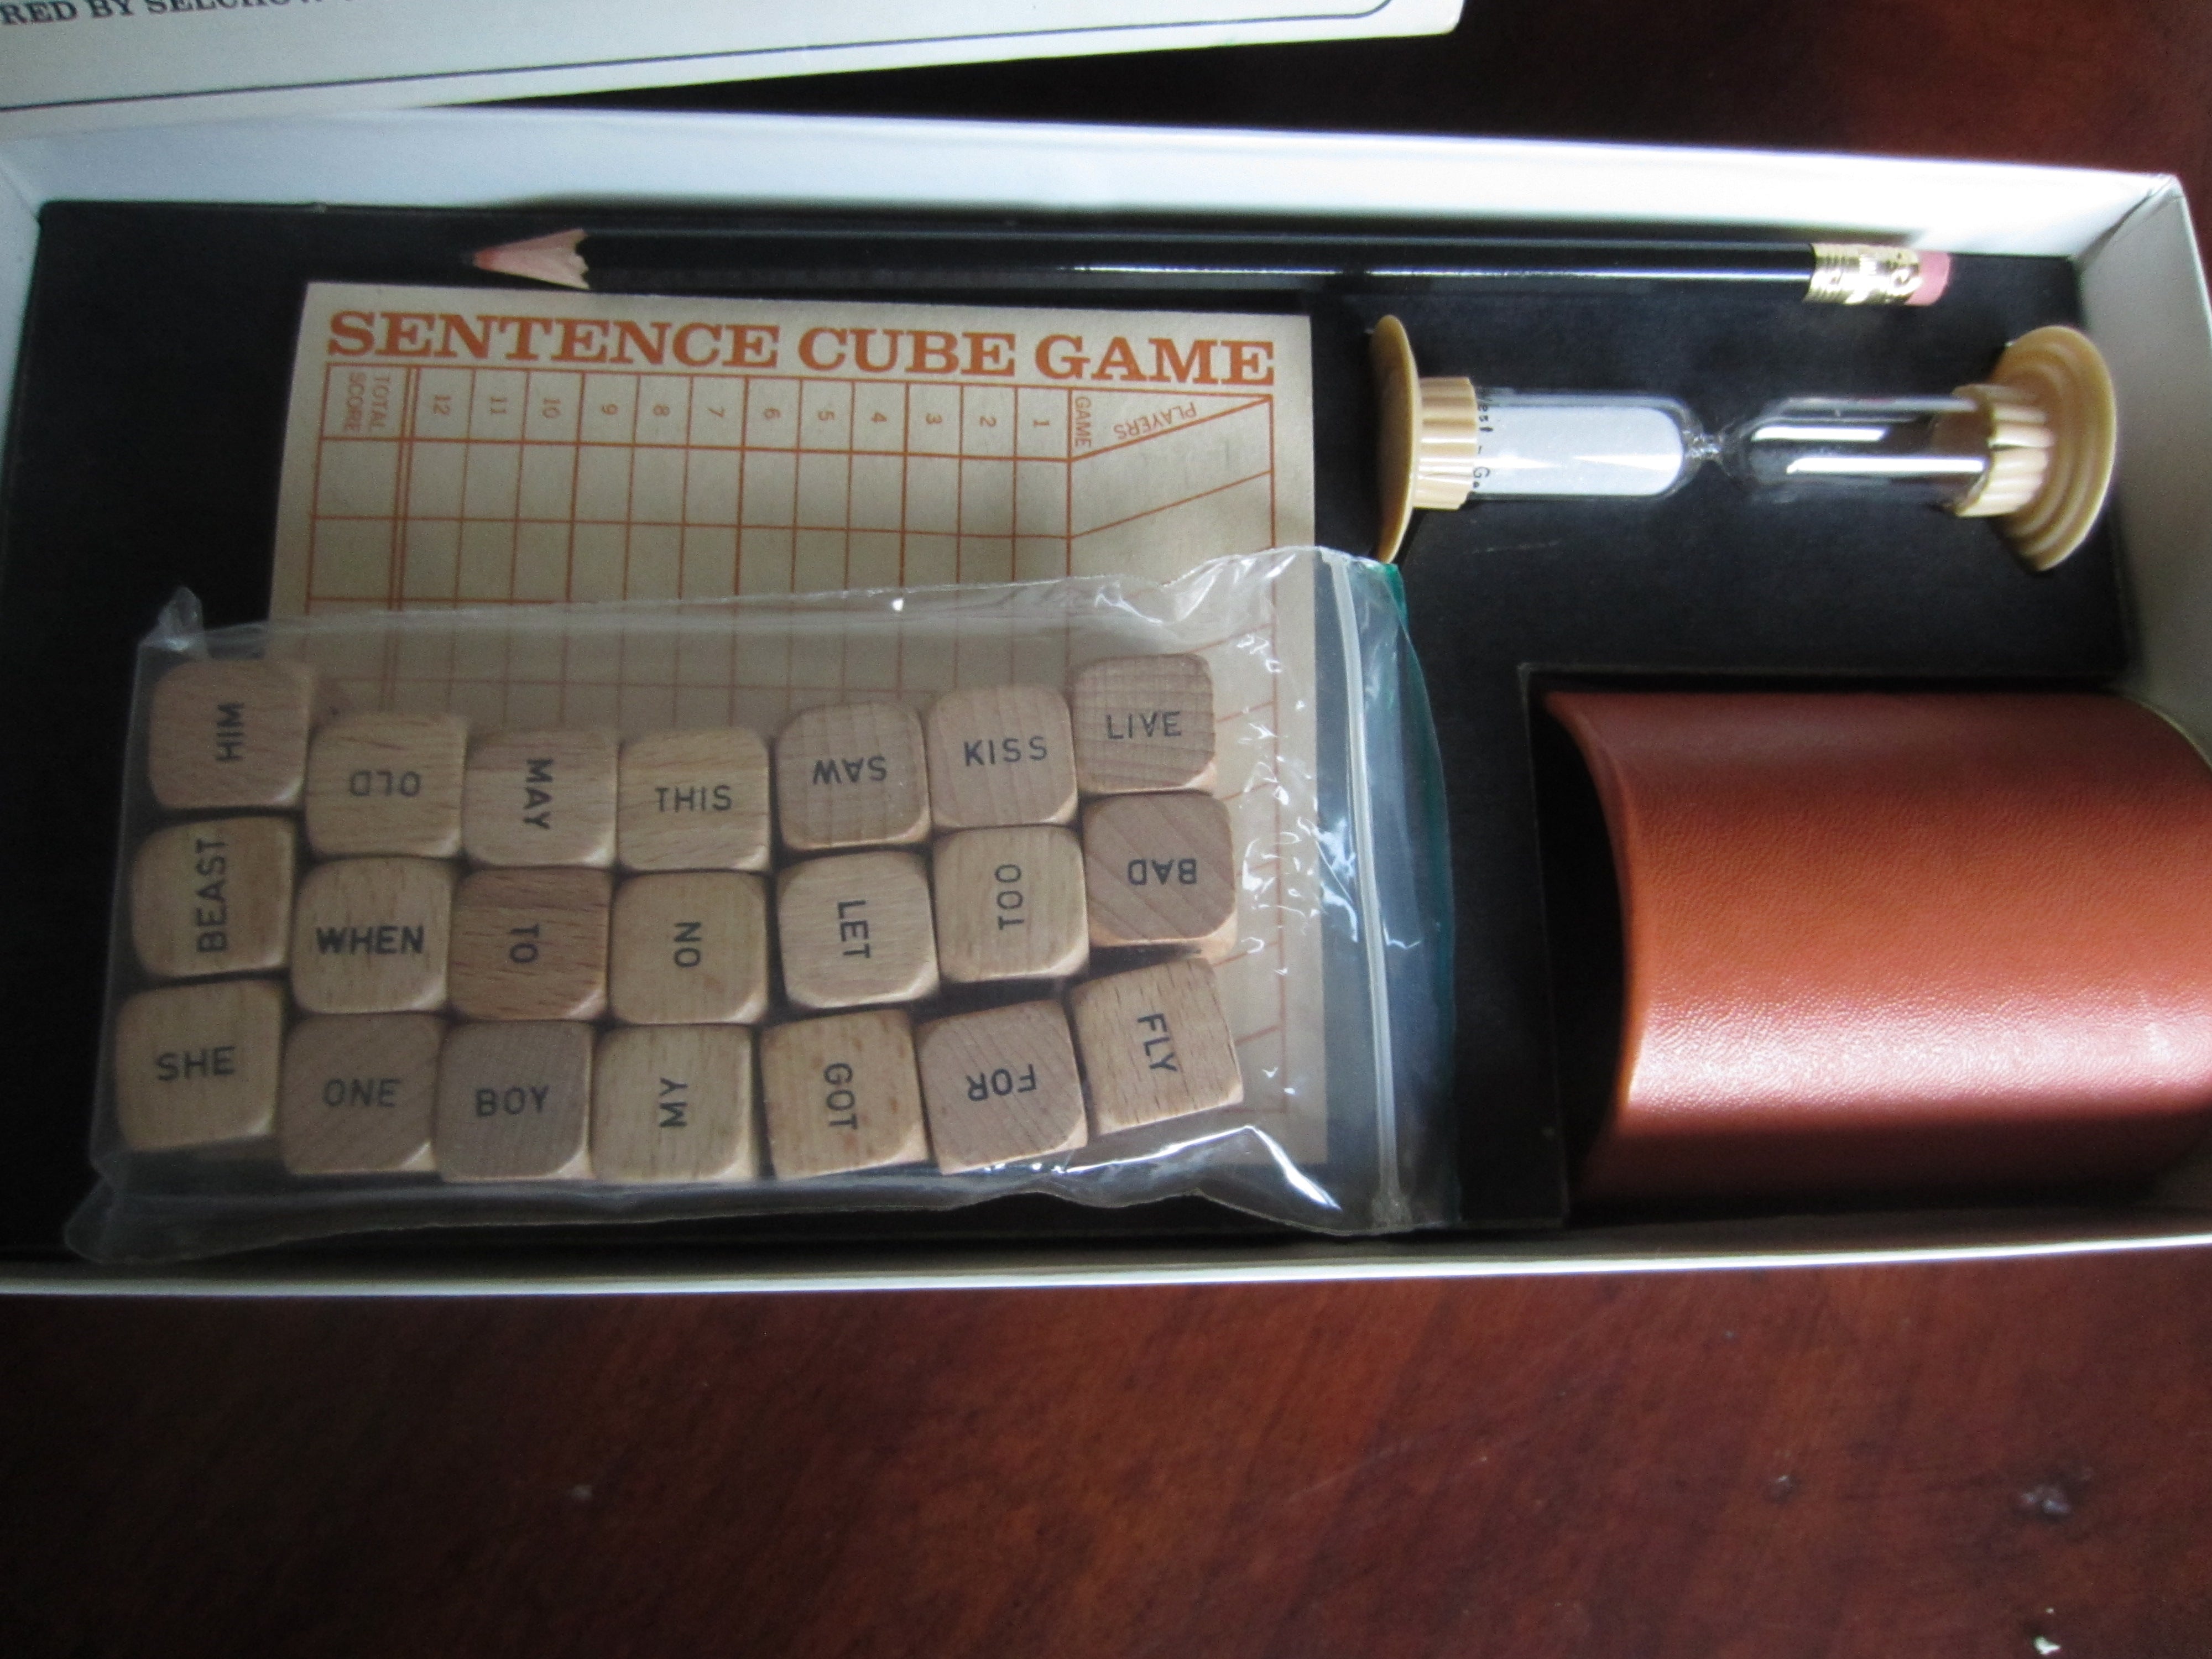 RED BY SELCHOW
SENTENCE CUBE GAME
TOTAL SCORE 12 11 10 9 8 7 6 5 4 3 2 1 GAME PLAYERS
HIM OLD MAY THIS SAW KISS LIVE
BEAST WHEN TO ON LET TOO BAD
SHE ONE BOY MY GOT FOR FLY